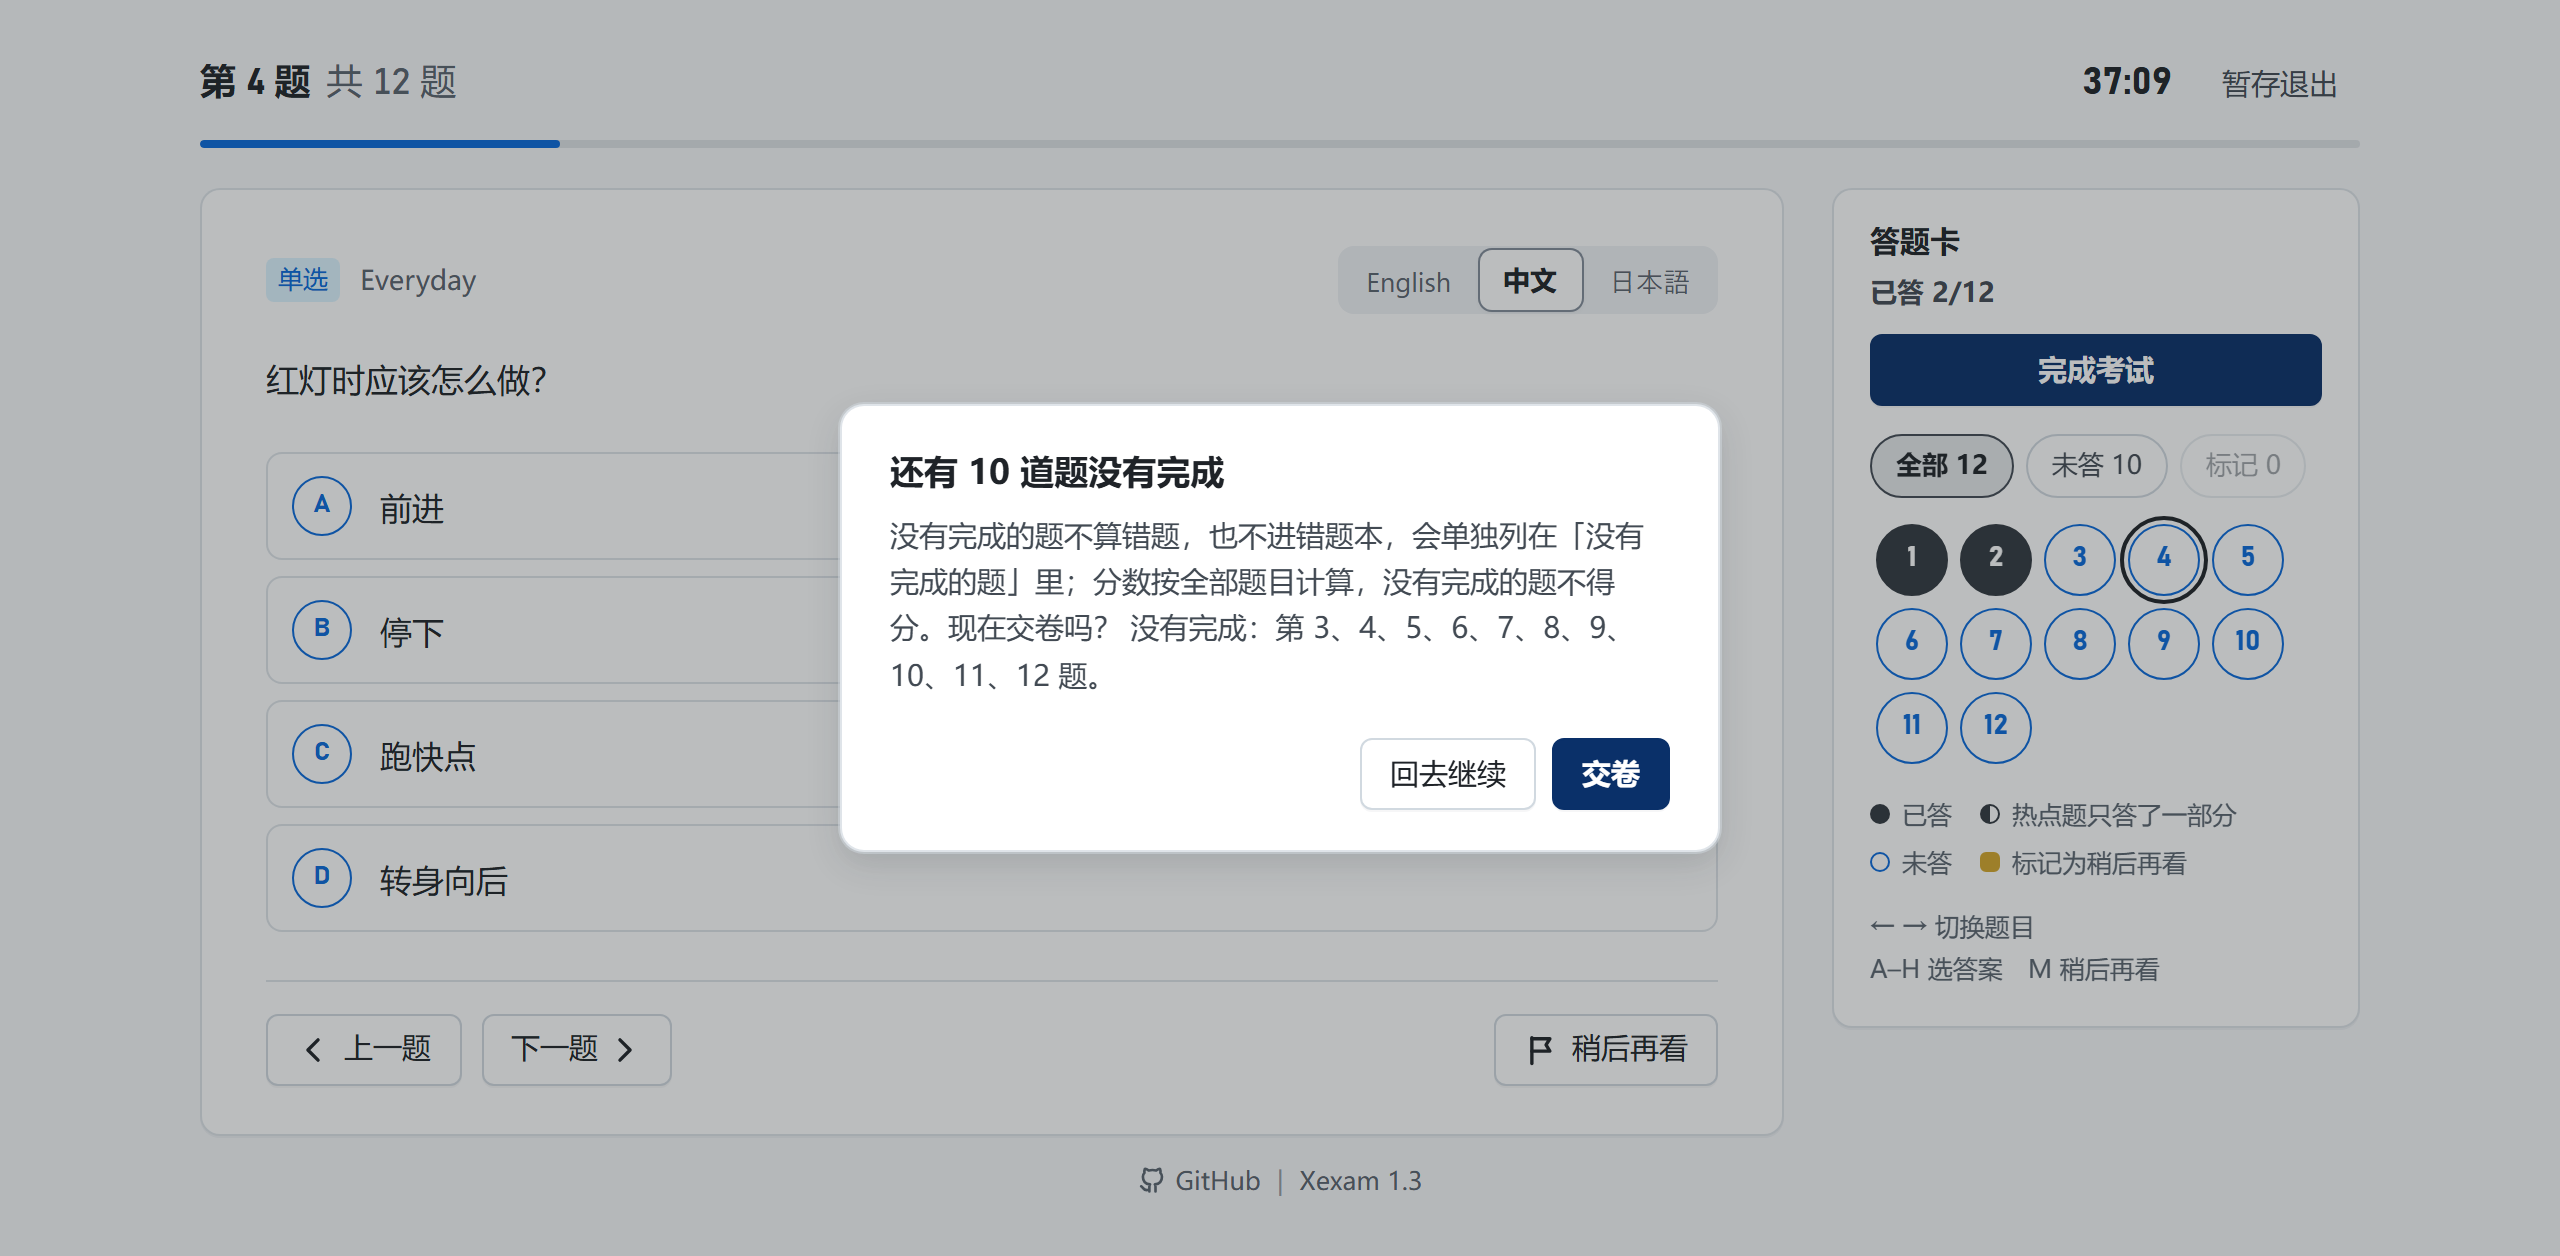 第 4 题 共 12 题
37:09 暂存退出
单选 Everyday
English 中文 日本語
红灯时应该怎么做？
A 前进
B 停下
C 跑快点
D 转身向后
上一题 下一题 稍后再看
答题卡
已答 2/12
完成考试
全部 12 未答 10 标记 0
1 2 3 4 5
6 7 8 9 10
11 12
已答 热点题只答了一部分
未答 标记为稍后再看
← → 切换题目
A–H 选答案 M 稍后再看
还有 10 道题没有完成
没有完成的题不算错题，也不进错题本，会单独列在「没有
完成的题」里；分数按全部题目计算，没有完成的题不得
分。现在交卷吗？ 没有完成：第 3、4、5、6、7、8、9、
10、11、12 题。
回去继续 交卷
GitHub | Xexam 1.3